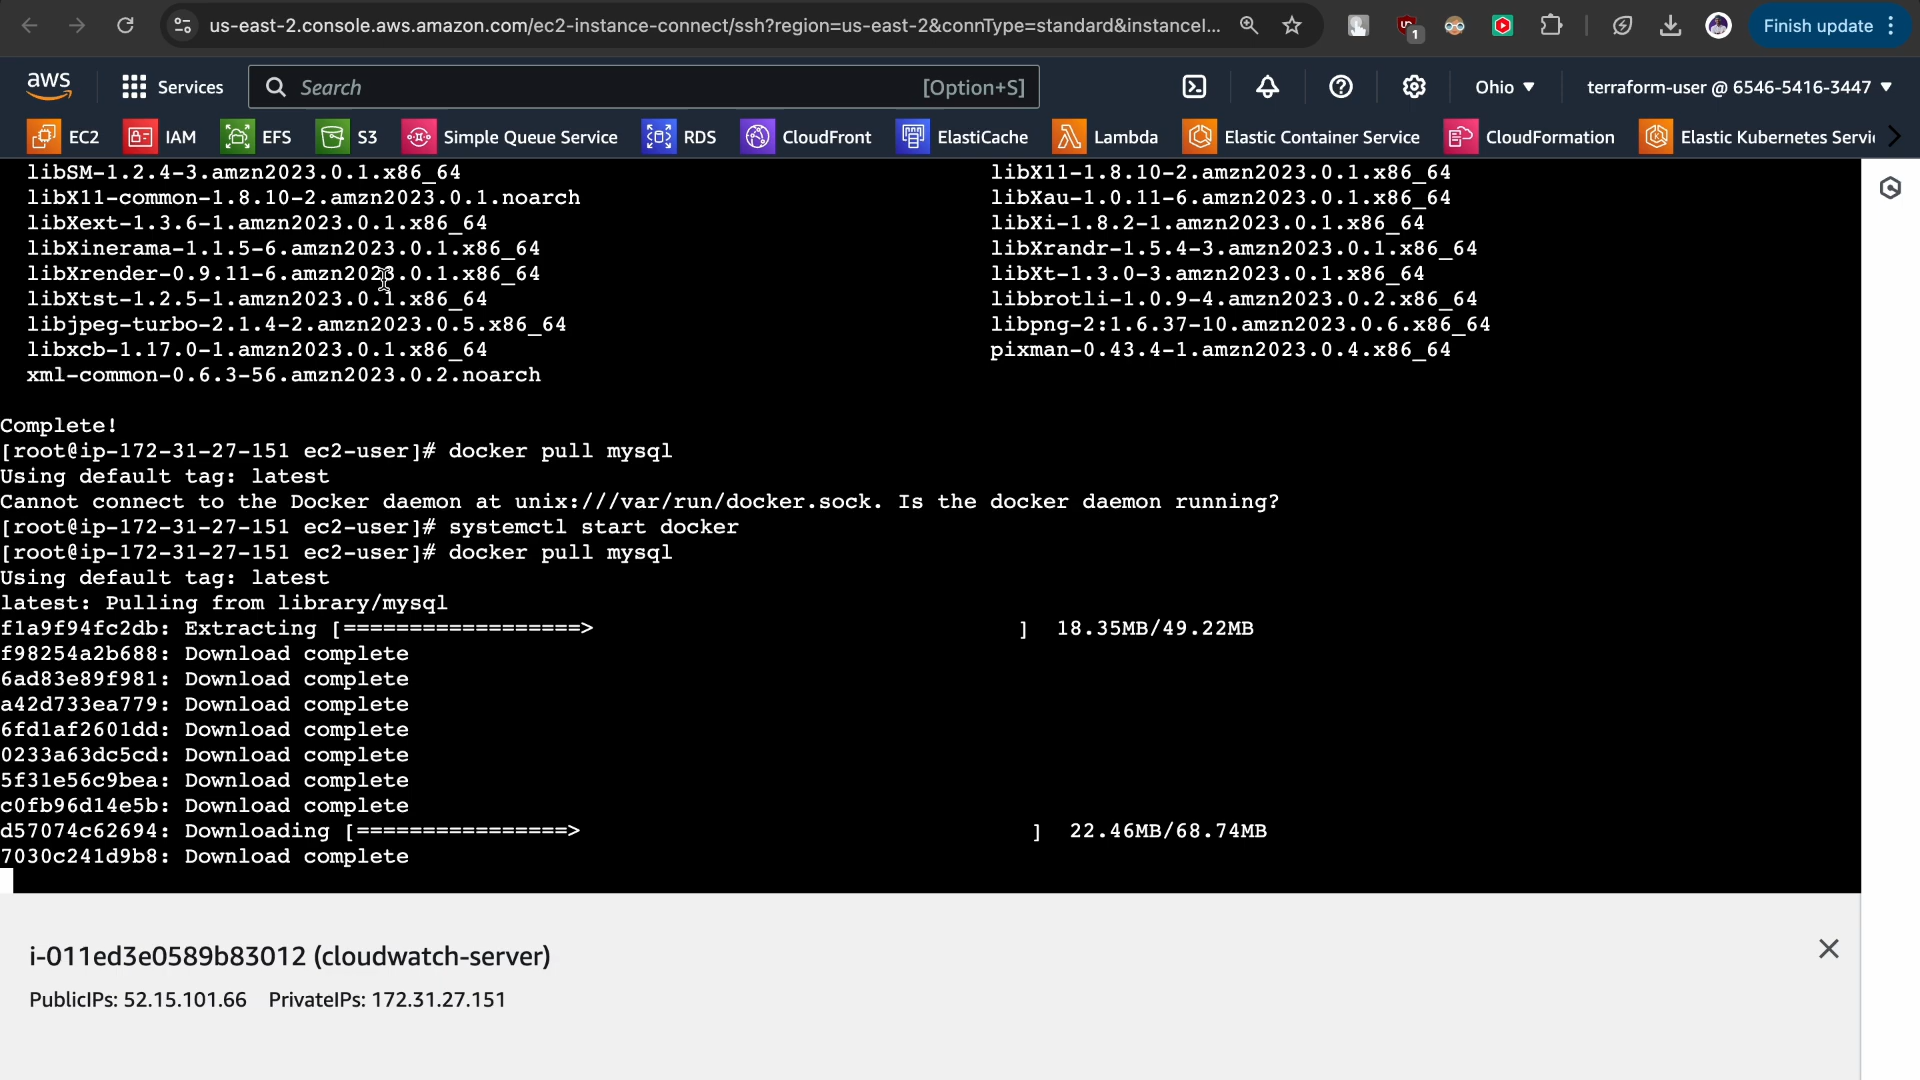 us-east-2.console.aws.amazon.com/ec2-instance-connect/ssh?region=us-east-2&connType=standard&instanceI...
1
Finish update
aws
Services
Search
[Option+S]
Ohio
terraform-user @ 6546-5416-3447
EC2
IAM
EFS
S3
Simple Queue Service
RDS
CloudFront
ElastiCache
Lambda
Elastic Container Service
CloudFormation
Elastic Kubernetes Servi
libSM-1.2.4-3.amzn2023.0.1.x86_64 libX11-1.8.10-2.amzn2023.0.1.x86_64
libX11-common-1.8.10-2.amzn2023.0.1.noarch libXau-1.0.11-6.amzn2023.0.1.x86_64
libXext-1.3.6-1.amzn2023.0.1.x86_64 libXi-1.8.2-1.amzn2023.0.1.x86_64
libXinerama-1.1.5-6.amzn2023.0.1.x86_64 libXrandr-1.5.4-3.amzn2023.0.1.x86_64
libXrender-0.9.11-6.amzn2023.0.1.x86_64 libXt-1.3.0-3.amzn2023.0.1.x86_64
libXtst-1.2.5-1.amzn2023.0.1.x86_64 libbrotli-1.0.9-4.amzn2023.0.2.x86_64
libjpeg-turbo-2.1.4-2.amzn2023.0.5.x86_64 libpng-2:1.6.37-10.amzn2023.0.6.x86_64
libxcb-1.17.0-1.amzn2023.0.1.x86_64 pixman-0.43.4-1.amzn2023.0.4.x86_64
xml-common-0.6.3-56.amzn2023.0.2.noarch
Complete!
[root@ip-172-31-27-151 ec2-user]# docker pull mysql
Using default tag: latest
Cannot connect to the Docker daemon at unix:///var/run/docker.sock. Is the docker daemon running?
[root@ip-172-31-27-151 ec2-user]# systemctl start docker
[root@ip-172-31-27-151 ec2-user]# docker pull mysql
Using default tag: latest
latest: Pulling from library/mysql
f1a9f94fc2db: Extracting [==================> ] 18.35MB/49.22MB
f98254a2b688: Download complete
6ad83e89f981: Download complete
a42d733ea779: Download complete
6fd1af2601dd: Download complete
0233a63dc5cd: Download complete
5f31e56c9bea: Download complete
c0fb96d14e5b: Download complete
d57074c62694: Downloading [================> ] 22.46MB/68.74MB
7030c241d9b8: Download complete
i-011ed3e0589b83012 (cloudwatch-server)
PublicIPs: 52.15.101.66 PrivateIPs: 172.31.27.151